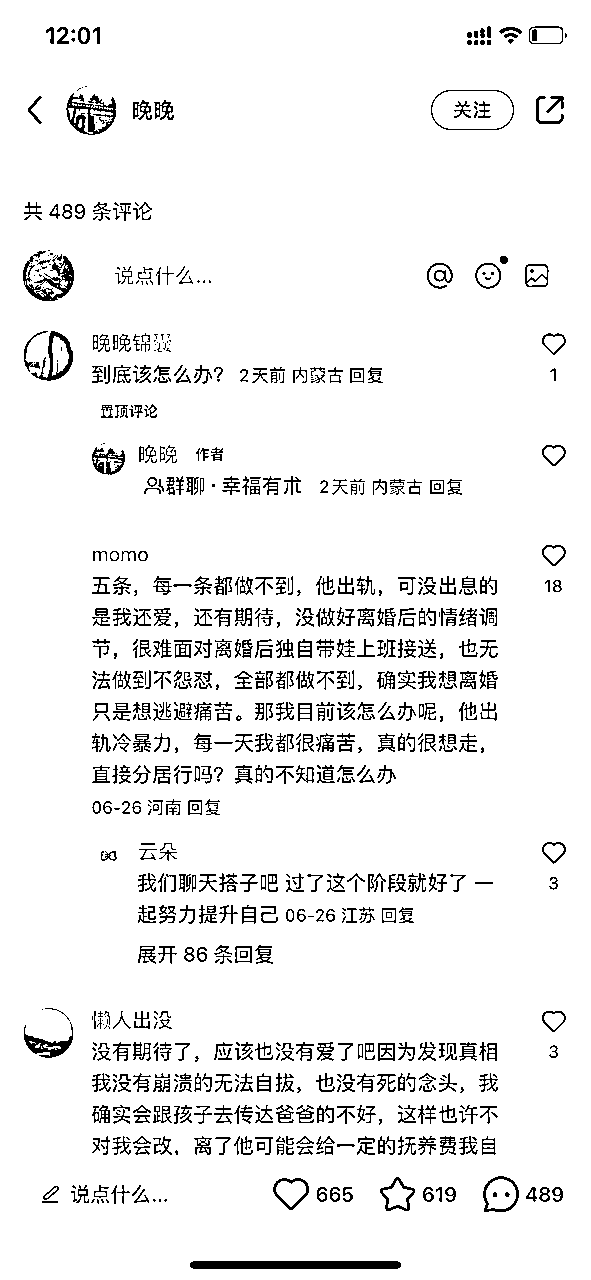 12:01
晚晚
关注
共 489 条评论
说点什么...
晚晚锦囊
到底该怎么办? 2天前 内蒙古 回复
1
置顶评论
晚晚 作者
群聊·幸福有术 2天前 内蒙古 回复
momo
五条，每一条都做不到，他出轨，可没出息的
18
是我还爱，还有期待，没做好离婚后的情绪调
节，很难面对离婚后独自带娃上班接送，也无
法做到不怨怼，全部都做不到，确实我想离婚
只是想逃避痛苦。那我目前该怎么办呢，他出
轨冷暴力，每一天我都很痛苦，真的很想走，
直接分居行吗？真的不知道怎么办
06-26 河南 回复
云朵
我们聊天搭子吧 过了这个阶段就好了 一
3
起努力提升自己 06-26 江苏 回复
展开 86 条回复
懒人出没
没有期待了，应该也没有爱了吧因为发现真相
3
我没有崩溃的无法自拔，也没有死的念头，我
确实会跟孩子去传达爸爸的不好，这样也许不
对我会改，离了他可能会给一定的抚养费我自
说点什么...
665
619
489